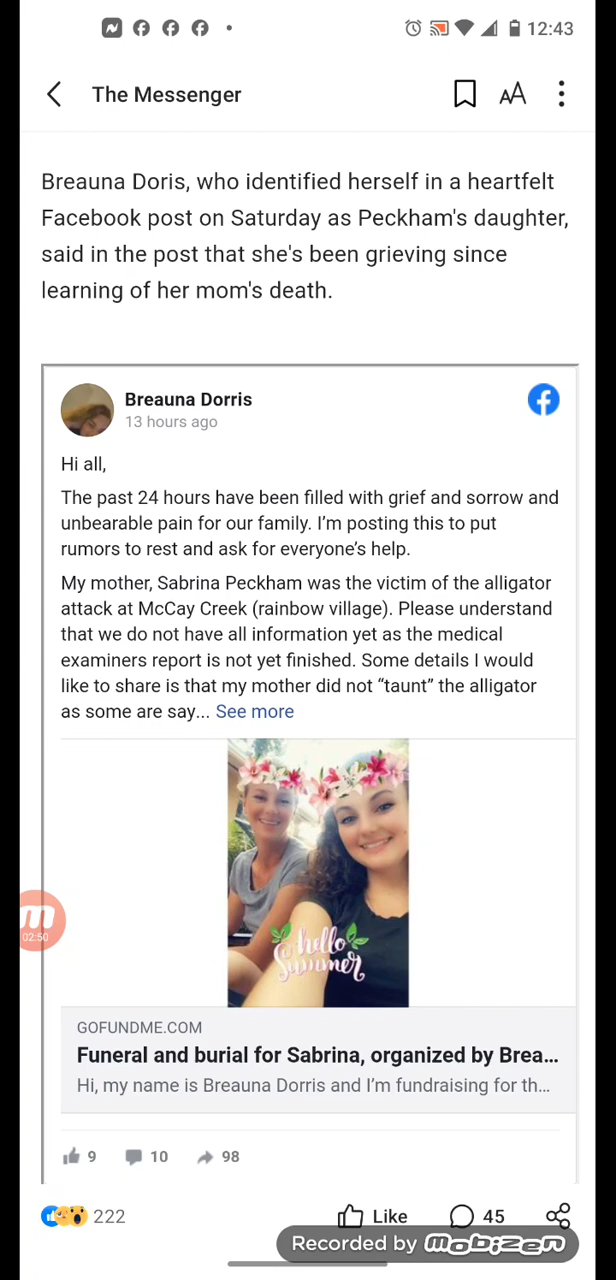 12:43
The Messenger
AA
Breauna Doris, who identified herself in a heartfelt
Facebook post on Saturday as Peckham's daughter,
said in the post that she's been grieving since
learning of her mom's death.
Breauna Dorris
13 hours ago
Hi all,
The past 24 hours have been filled with grief and sorrow and
unbearable pain for our family. I’m posting this to put
rumors to rest and ask for everyone’s help.
My mother, Sabrina Peckham was the victim of the alligator
attack at McCay Creek (rainbow village). Please understand
that we do not have all information yet as the medical
examiners report is not yet finished. Some details I would
like to share is that my mother did not “taunt” the alligator
as some are say... See more
hello
Summer
02:50
GOFUNDME.COM
Funeral and burial for Sabrina, organized by Brea...
Hi, my name is Breauna Dorris and I’m fundraising for th...
9 10 98
222 Like 45
Recorded by mobizen